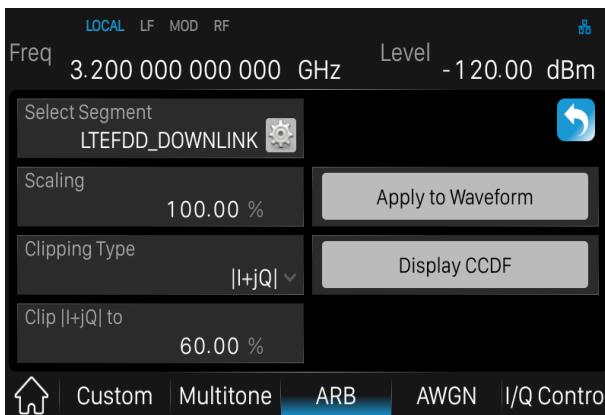 LOCAL LF MOD RF
Freq 3.200 000 000 000 GHz Level -120.00 dBm
Select Segment
LTEFDD_DOWNLINK
Scaling
100.00 %
Apply to Waveform
Clipping Type
|I+jQ|
Display CCDF
Clip |I+jQ| to
60.00 %
Custom Multitone ARB AWGN I/Q Contro